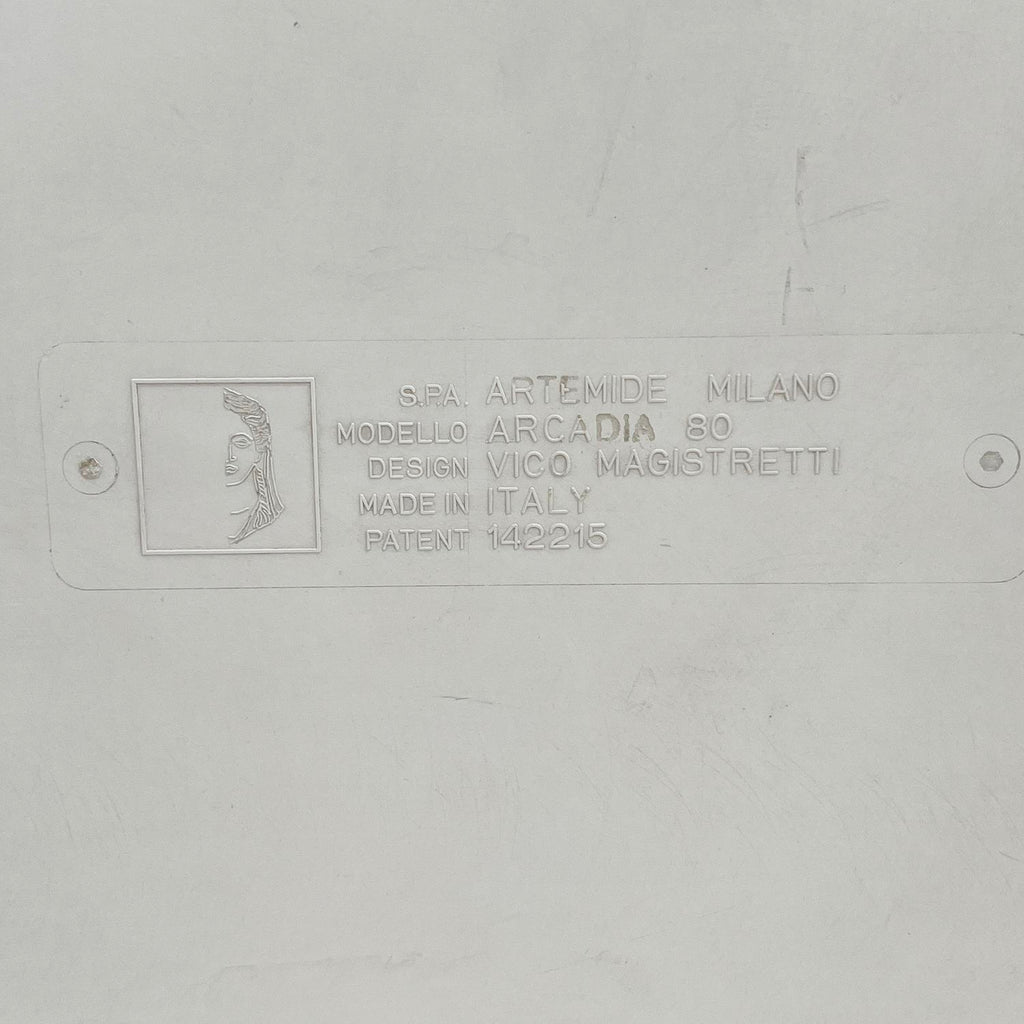 S.P.A. ARTEMIDE MILANO
MODELLO ARCADIA 80
DESIGN VICO MAGISTRETTI
MADE IN ITALY
PATENT 142215